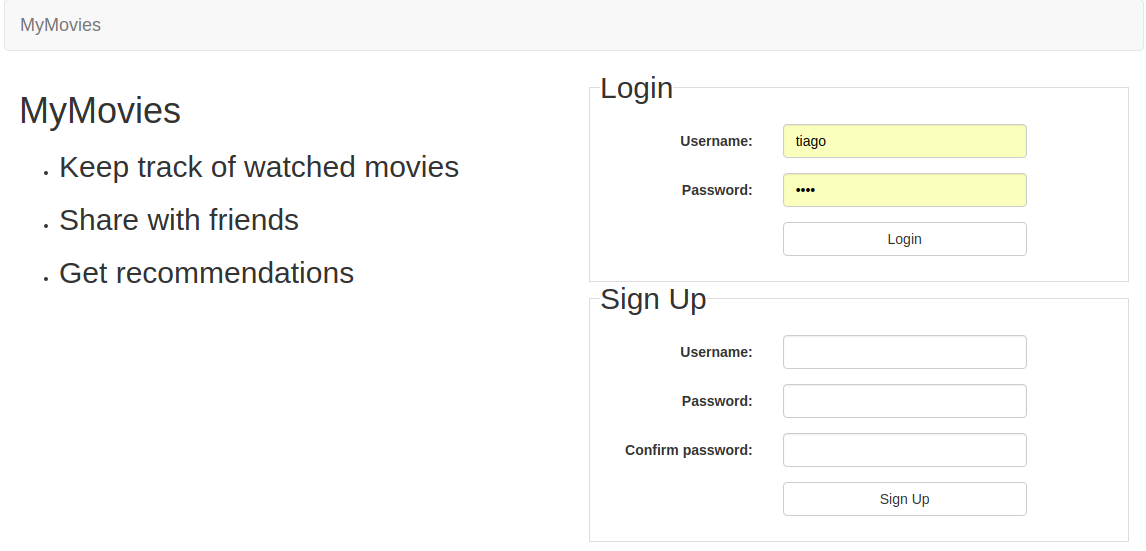 MyMovies
MyMovies
Keep track of watched movies
Share with friends
Get recommendations
Login
Username: tiago
Password: ••••
Login
Sign Up
Username:
Password:
Confirm password:
Sign Up